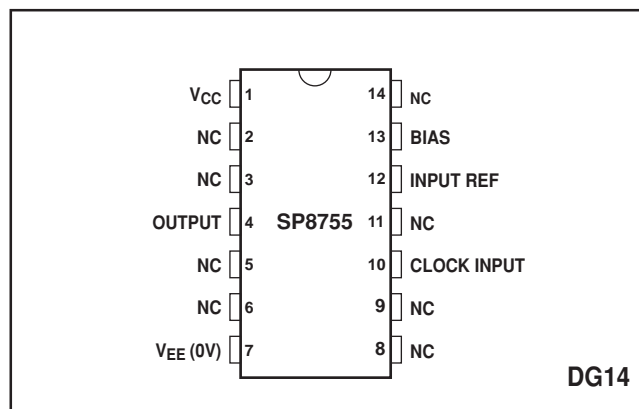 VCC 1 14 NC
NC 2 13 BIAS
NC 3 12 INPUT REF
OUTPUT 4 SP8755 11 NC
NC 5 10 CLOCK INPUT
NC 6 9 NC
VEE (0V) 7 8 NC
DG14